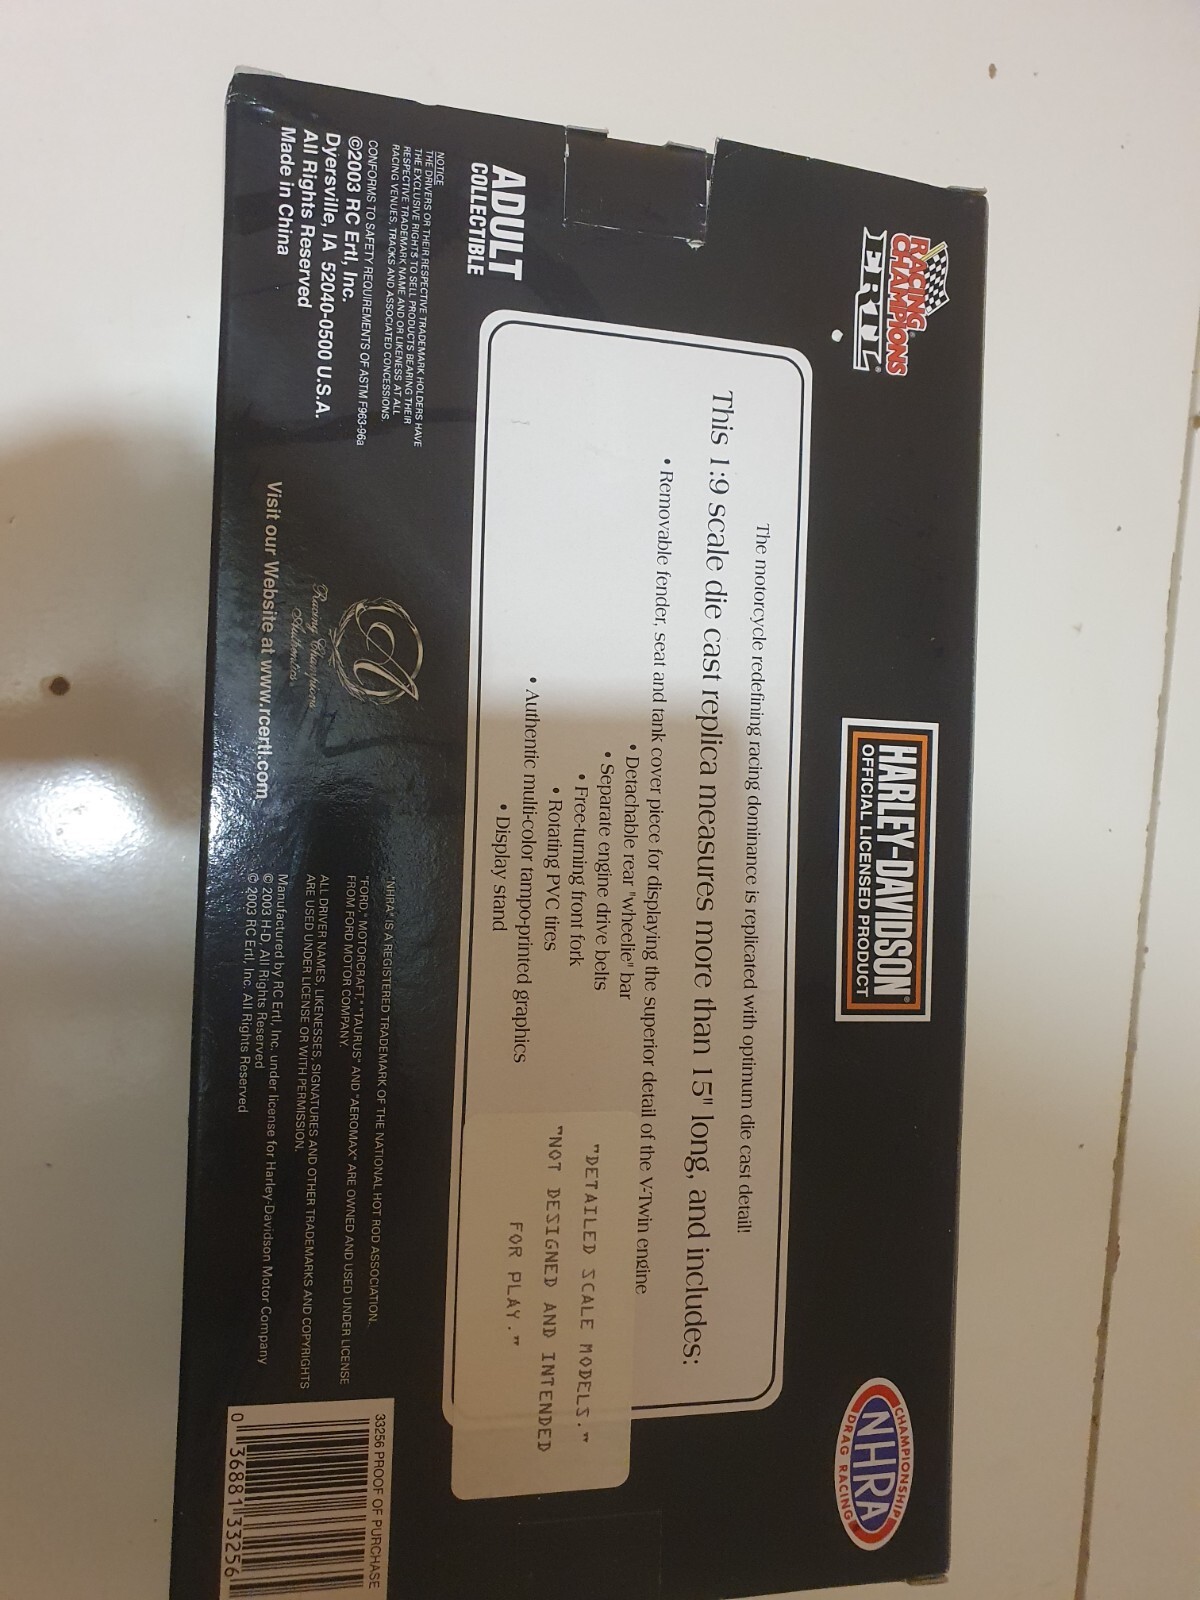 RACING
CHAMPIONS®
ERTL®
HARLEY-DAVIDSON®
OFFICIAL LICENSED PRODUCT
CHAMPIONSHIP
NHRA
DRAG RACING
The motorcycle redefining racing dominance is replicated with optimum die cast detail!
This 1:9 scale die cast replica measures more than 15" long, and includes:
• Removable fender, seat and tank cover piece for displaying the superior detail of the V-Twin engine
• Detachable rear "wheelie" bar
• Separate engine drive belts
• Free-turning front fork
• Rotating PVC tires
• Authentic multi-color tampo-printed graphics
• Display stand
"DETAILED SCALE MODELS."
"NOT DESIGNED AND INTENDED
FOR PLAY."
ADULT
COLLECTIBLE
NOTICE
THE DRIVERS OR THEIR RESPECTIVE TRADEMARK HOLDERS HAVE
THE EXCLUSIVE RIGHTS TO SELL PRODUCTS BEARING THEIR
RESPECTIVE TRADEMARK NAME AND/OR LIKENESS AT ALL
RACING VENUES, TRACKS AND ASSOCIATED CONCESSIONS.
CONFORMS TO SAFETY REQUIREMENTS OF ASTM F963-96a
©2003 RC Ertl, Inc.
Dyersville, IA 52040-0500 U.S.A.
All Rights Reserved
Made in China
A
Racing Champions
Authentics
Visit our Website at www.rcertl.com
"NHRA" IS A REGISTERED TRADEMARK OF THE NATIONAL HOT ROD ASSOCIATION.
"FORD," MOTORCRAFT," "TAURUS" AND "AEROMAX" ARE OWNED AND USED UNDER LICENSE
FROM FORD MOTOR COMPANY.
ALL DRIVER NAMES, LIKENESSES, SIGNATURES AND OTHER TRADEMARKS AND COPYRIGHTS
ARE USED UNDER LICENSE OR WITH PERMISSION.
Manufactured by RC Ertl, Inc. under license for Harley-Davidson Motor Company
© 2003 H-D, All Rights Reserved
© 2003 RC Ertl, Inc. All Rights Reserved
33256 PROOF OF PURCHASE
0 36881 33256